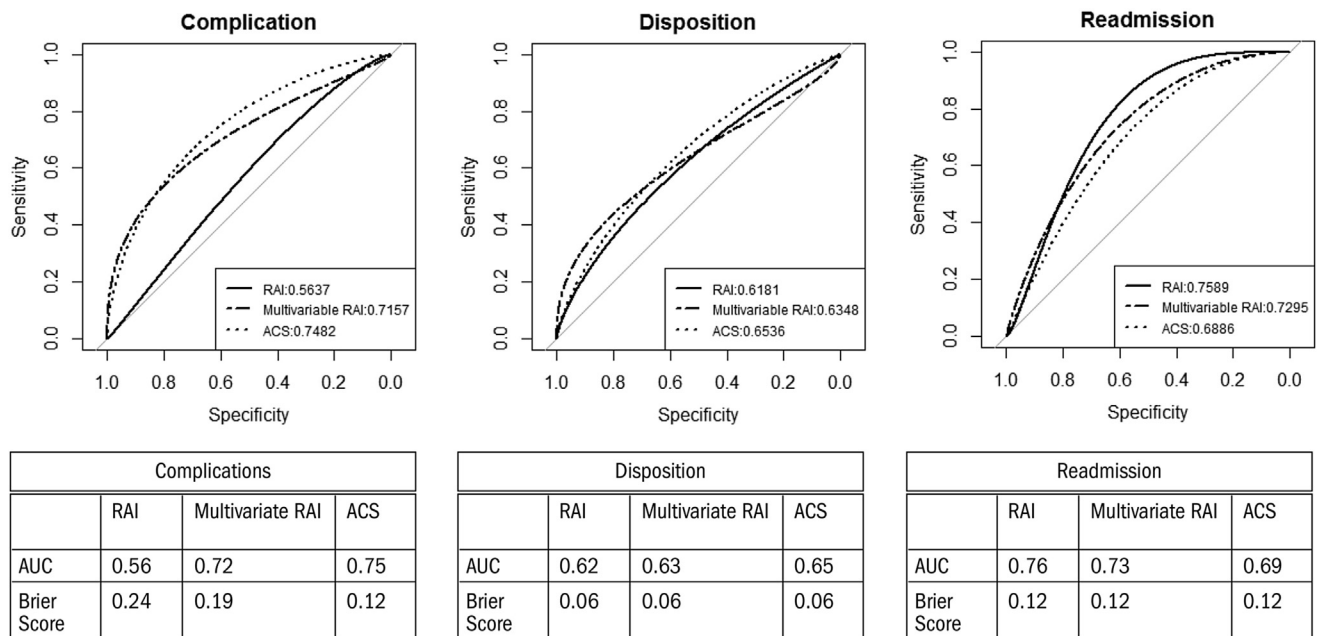 Complication
Sensitivity
1.0
0.8
0.6
0.4
0.2
0.0
RAI:0.5637
Multivariable RAI:0.7157
ACS:0.7482
1.0 0.8 0.6 0.4 0.2 0.0
Specificity
Disposition
Sensitivity
1.0
0.8
0.6
0.4
0.2
0.0
RAI:0.6181
Multivariable RAI:0.6348
ACS:0.6536
1.0 0.8 0.6 0.4 0.2 0.0
Specificity
Readmission
Sensitivity
1.0
0.8
0.6
0.4
0.2
0.0
RAI:0.7589
Multivariable RAI:0.7295
ACS:0.6886
1.0 0.8 0.6 0.4 0.2 0.0
Specificity
Complications
RAI Multivariate RAI ACS
AUC 0.56 0.72 0.75
Brier 0.24 0.19 0.12
Score
Disposition
RAI Multivariate RAI ACS
AUC 0.62 0.63 0.65
Brier 0.06 0.06 0.06
Score
Readmission
RAI Multivariate RAI ACS
AUC 0.76 0.73 0.69
Brier 0.12 0.12 0.12
Score